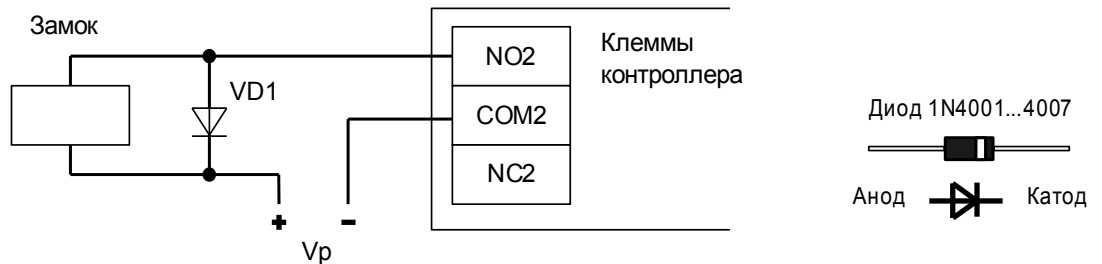 Замок
VD1
+
-
Vp
NO2
COM2
NC2
Клеммы
контроллера
Диод 1N4001...4007
Анод
Катод